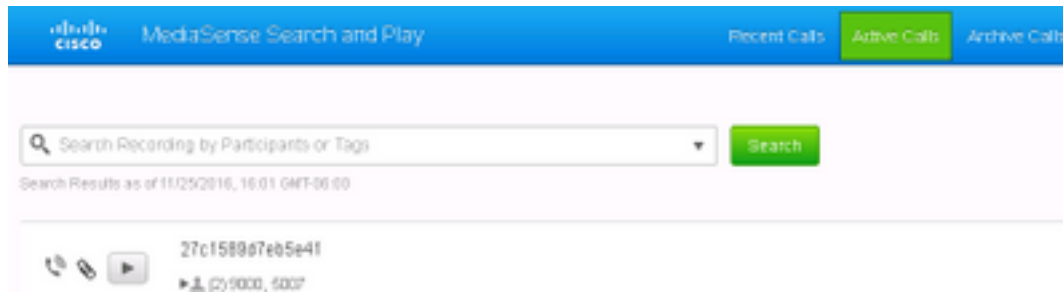 CISCO MediaSense Search and Play Recent Calls Active Calls Archive Calls
Search Recording by Participants or Tags Search
Search Results as of 11/25/2016, 16:01 GMT-06:00
27c1589d7eb5e41
(2) 9000, 6007